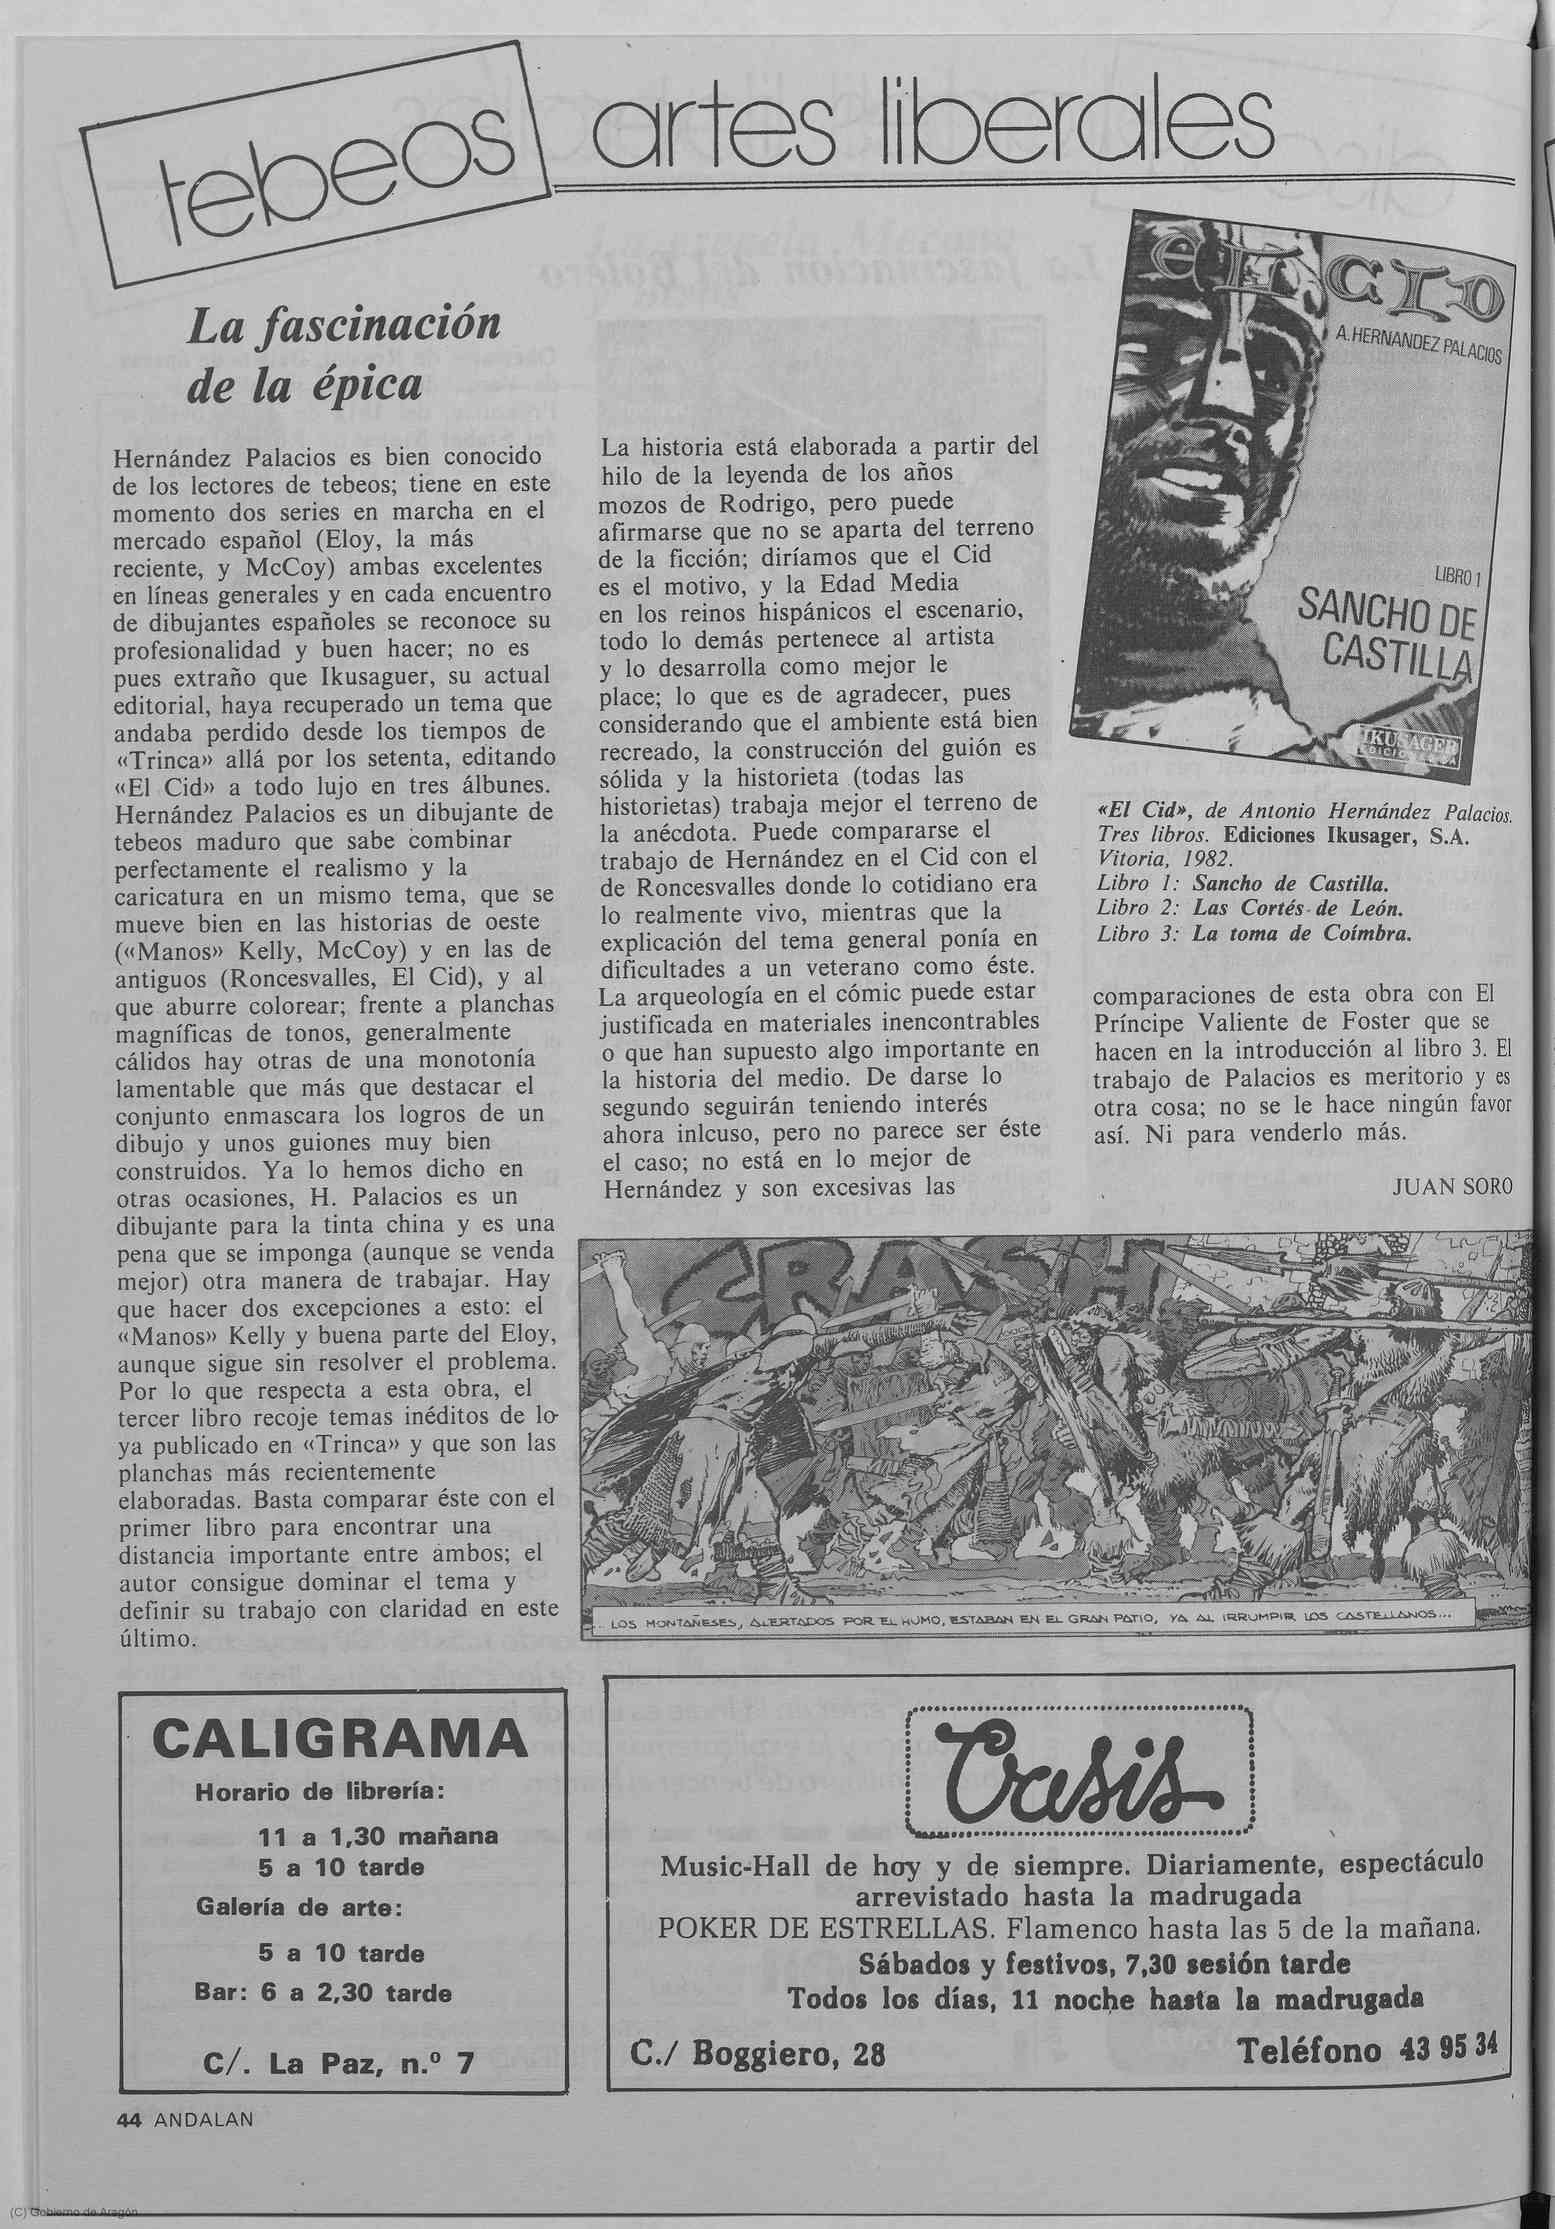 tebeos
artes liberales
La fascinación
de la épica
Hernández Palacios es bien conocido
de los lectores de tebeos; tiene en este
momento dos series en marcha en el
mercado español (Eloy, la más
reciente, y McCoy) ambas excelentes
en líneas generales y en cada encuentro
de dibujantes españoles se reconoce su
profesionalidad y buen hacer; no es
pues extraño que Ikusaguer, su actual
editorial, haya recuperado un tema que
andaba perdido desde los tiempos de
«Trinca» allá por los setenta, editando
«El Cid» a todo lujo en tres álbunes.
Hernández Palacios es un dibujante de
tebeos maduro que sabe combinar
perfectamente el realismo y la
caricatura en un mismo tema, que se
mueve bien en las historias de oeste
(«Manos» Kelly, McCoy) y en las de
antiguos (Roncesvalles, El Cid), y al
que aburre colorear; frente a planchas
magníficas de tonos, generalmente
cálidos hay otras de una monotonía
lamentable que más que destacar el
conjunto enmascara los logros de un
dibujo y unos guiones muy bien
construidos. Ya lo hemos dicho en
otras ocasiones, H. Palacios es un
dibujante para la tinta china y es una
pena que se imponga (aunque se venda
mejor) otra manera de trabajar. Hay
que hacer dos excepciones a esto: el
«Manos» Kelly y buena parte del Eloy,
aunque sigue sin resolver el problema.
Por lo que respecta a esta obra, el
tercer libro recoje temas inéditos de lo
ya publicado en «Trinca» y que son las
planchas más recientemente
elaboradas. Basta comparar éste con el
primer libro para encontrar una
distancia importante entre ambos; el
autor consigue dominar el tema y
definir su trabajo con claridad en este
último.
La historia está elaborada a partir del
hilo de la leyenda de los años
mozos de Rodrigo, pero puede
afirmarse que no se aparta del terreno
de la ficción; diríamos que el Cid
es el motivo, y la Edad Media
en los reinos hispánicos el escenario,
todo lo demás pertenece al artista
y lo desarrolla como mejor le
place; lo que es de agradecer, pues
considerando que el ambiente está bien
recreado, la construcción del guión es
sólida y la historieta (todas las
historietas) trabaja mejor el terreno de
la anécdota. Puede compararse el
trabajo de Hernández en el Cid con el
de Roncesvalles donde lo cotidiano era
lo realmente vivo, mientras que la
explicación del tema general ponía en
dificultades a un veterano como éste.
La arqueología en el cómic puede estar
justificada en materiales inencontrables
o que han supuesto algo importante en
la historia del medio. De darse lo
segundo seguirán teniendo interés
ahora inlcuso, pero no parece ser éste
el caso; no está en lo mejor de
Hernández y son excesivas las
EL CID
A. HERNANDEZ PALACIOS
LIBRO 1
SANCHO DE
CASTILLA
IKUSAGER
«El Cid», de Antonio Hernández Palacios.
Tres libros. Ediciones Ikusager, S.A.
Vitoria, 1982.
Libro 1: Sancho de Castilla.
Libro 2: Las Cortés de León.
Libro 3: La toma de Coímbra.
comparaciones de esta obra con El
Príncipe Valiente de Foster que se
hacen en la introducción al libro 3. El
trabajo de Palacios es meritorio y es
otra cosa; no se le hace ningún favor
así. Ni para venderlo más.
JUAN SORO
CRASH
... LOS MONTAÑESES, ALERTADOS POR EL HUMO, ESTABAN EN EL GRAN PATIO, YA AL IRRUMPIR LOS CASTELLANOS...
CALIGRAMA
Horario de librería:
11 a 1,30 mañana
5 a 10 tarde
Galería de arte:
5 a 10 tarde
Bar: 6 a 2,30 tarde
C/. La Paz, n.º 7
Oasis
Music-Hall de hoy y de siempre. Diariamente, espectáculo
arrevistado hasta la madrugada
POKER DE ESTRELLAS. Flamenco hasta las 5 de la mañana.
Sábados y festivos, 7,30 sesión tarde
Todos los días, 11 noche hasta la madrugada
C./ Boggiero, 28
Teléfono 43 95 34
44 ANDALAN
(C) Gobierno de Aragón